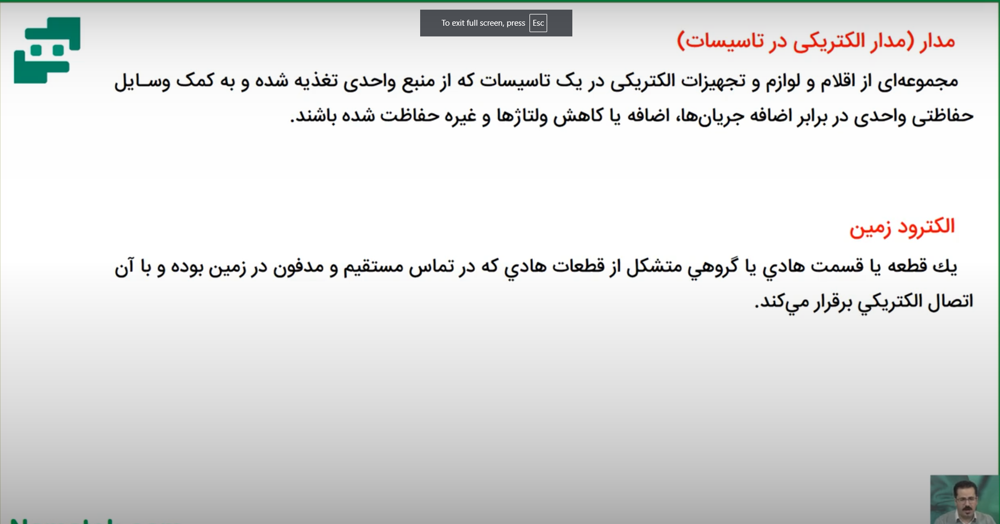 To exit full screen, press Esc
مدار (مدار الکتریکی در تاسیسات)
مجموعه‌ای از اقلام و لوازم و تجهیزات الکتریکی در یک تاسیسات که از منبع واحدی تغذیه شده و به کمک وسـایل
حفاظتی واحدی در برابر اضافه جریان‌ها، اضافه یا کاهش ولتاژها و غیره حفاظت شده باشند.
الکترود زمین
يك قطعه يا قسمت هادي يا گروهي متشكل از قطعات هادي كه در تماس مستقيم و مدفون در زمين بوده و با آن
اتصال الكتريكي برقرار مي‌كند.